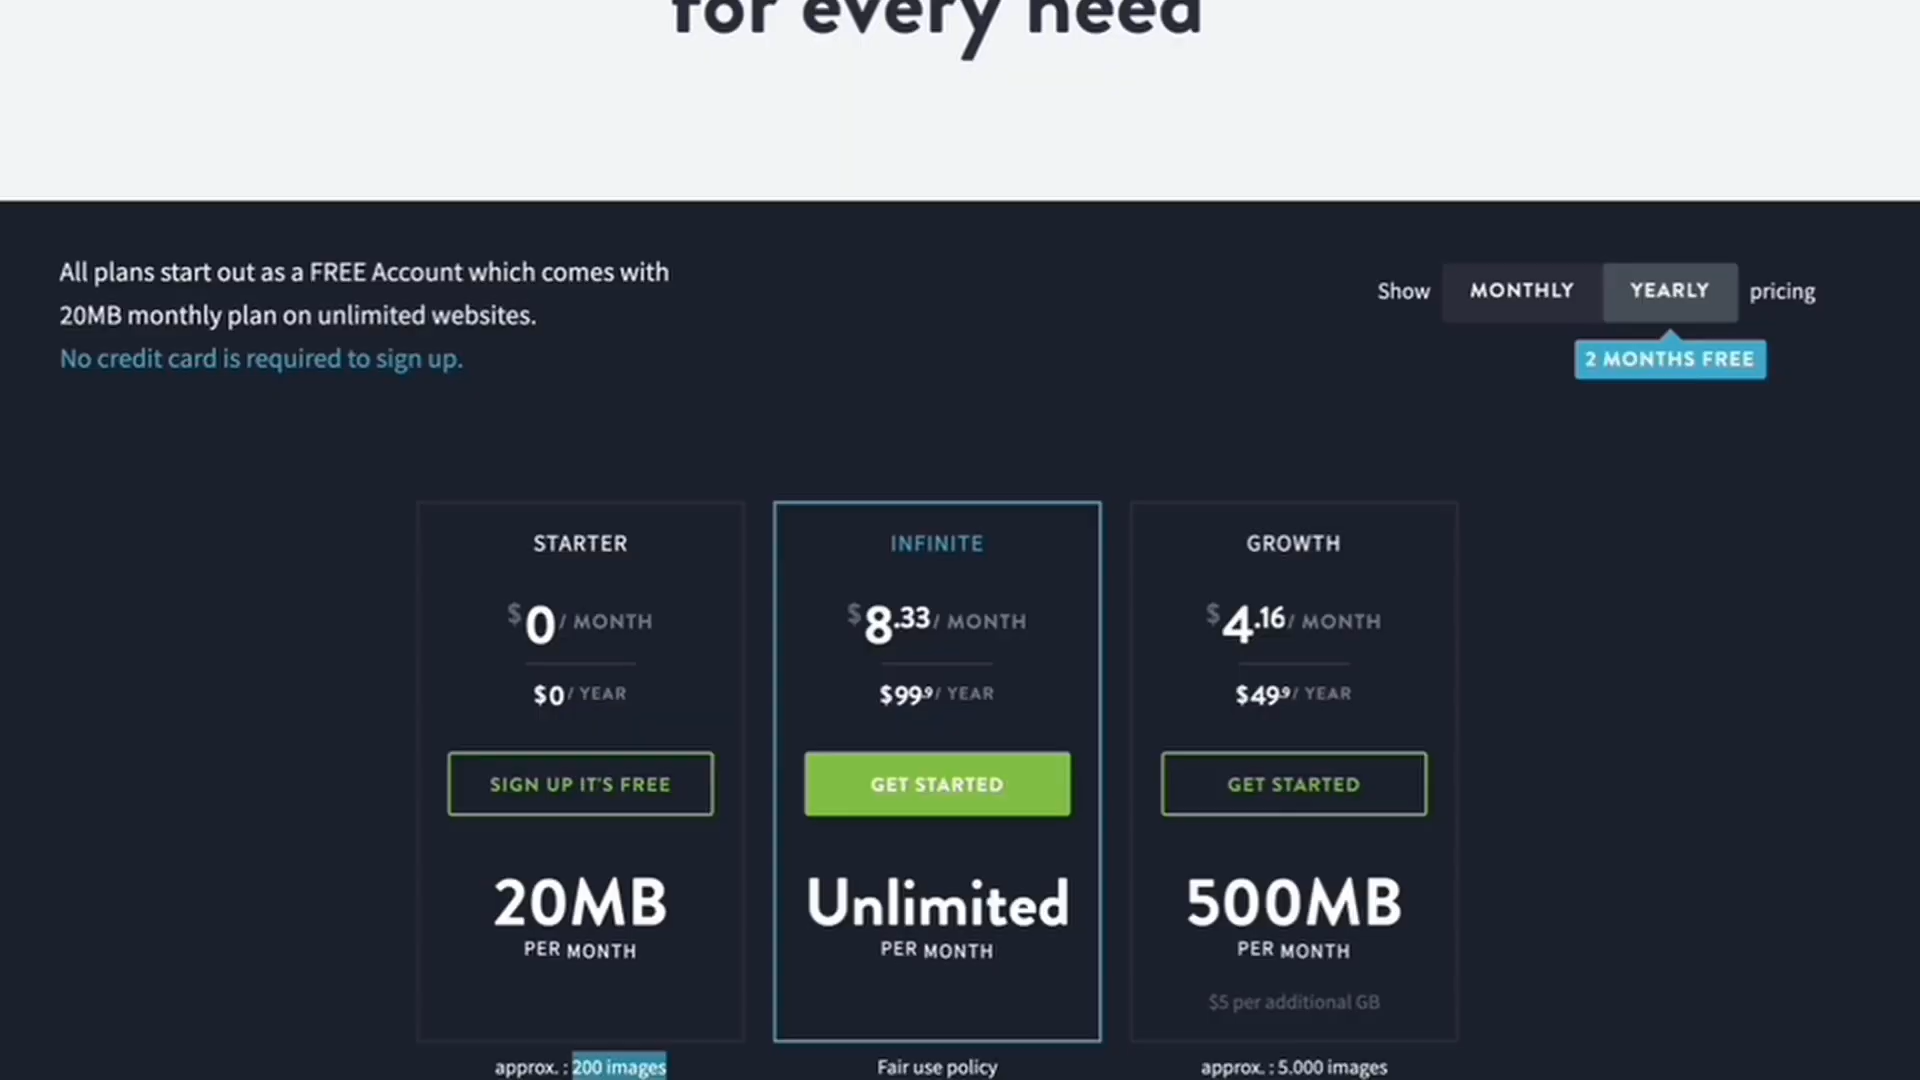 for every need
All plans start out as a FREE Account which comes with
20MB monthly plan on unlimited websites.
No credit card is required to sign up.
Show MONTHLY YEARLY pricing
2 MONTHS FREE
STARTER
$0 / MONTH
$0 / YEAR
SIGN UP IT'S FREE
20MB
PER MONTH
approx. : 200 images
INFINITE
$8.33 / MONTH
$99.9 / YEAR
GET STARTED
Unlimited
PER MONTH
Fair use policy
GROWTH
$4.16 / MONTH
$49.9 / YEAR
GET STARTED
500MB
PER MONTH
$5 per additional GB
approx. : 5.000 images